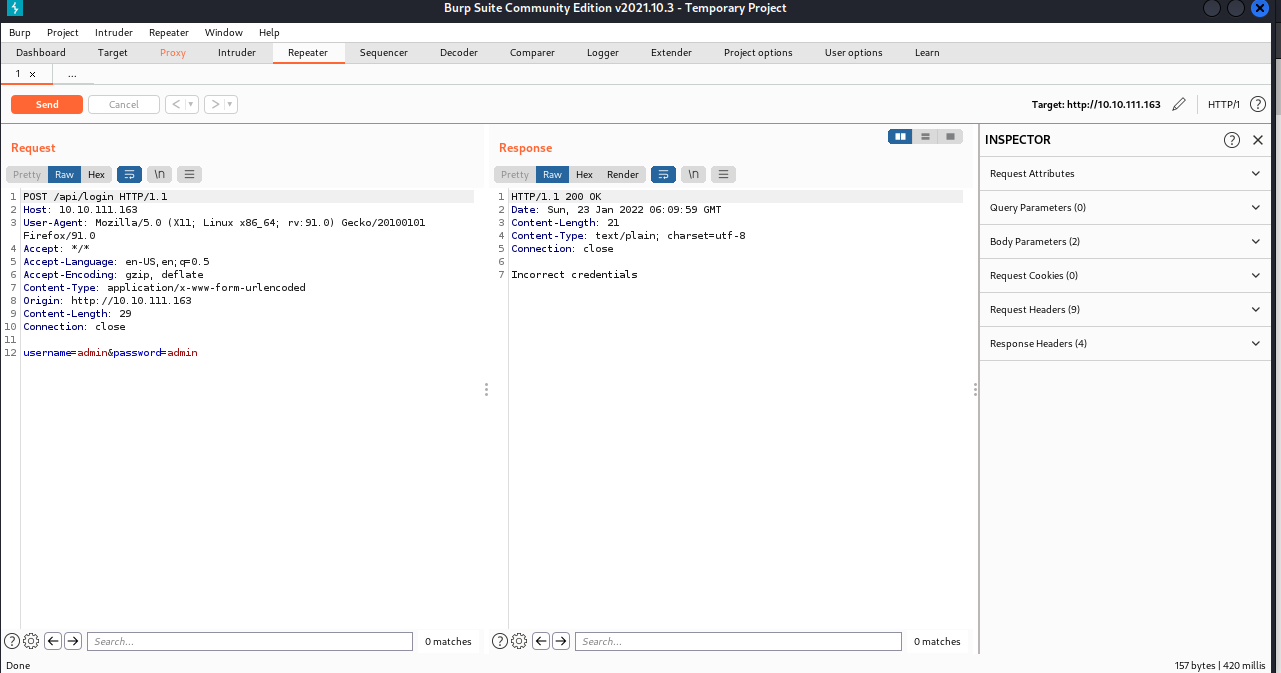 Burp Suite Community Edition v2021.10.3 - Temporary Project
Burp Project Intruder Repeater Window Help
Dashboard Target Proxy Intruder Repeater Sequencer Decoder Comparer Logger Extender Project options User options Learn
1 × ...
Send Cancel < > Target: http://10.10.111.163 HTTP/1 ?
Request
Pretty Raw Hex \n
1 POST /api/login HTTP/1.1
2 Host: 10.10.111.163
3 User-Agent: Mozilla/5.0 (X11; Linux x86_64; rv:91.0) Gecko/20100101
Firefox/91.0
4 Accept: */*
5 Accept-Language: en-US,en;q=0.5
6 Accept-Encoding: gzip, deflate
7 Content-Type: application/x-www-form-urlencoded
8 Origin: http://10.10.111.163
9 Content-Length: 29
10 Connection: close
11
12 username=admin&password=admin
? Search... 0 matches
Response
Pretty Raw Hex Render \n
1 HTTP/1.1 200 OK
2 Date: Sun, 23 Jan 2022 06:09:59 GMT
3 Content-Length: 21
4 Content-Type: text/plain; charset=utf-8
5 Connection: close
6
7 Incorrect credentials
? Search... 0 matches
INSPECTOR ? ×
Request Attributes
Query Parameters (0)
Body Parameters (2)
Request Cookies (0)
Request Headers (9)
Response Headers (4)
Done 157 bytes | 420 millis